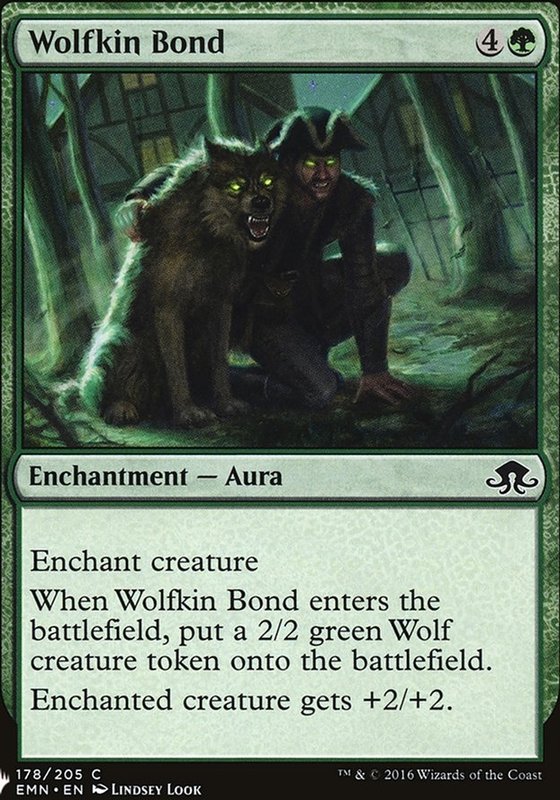 Wolfkin Bond 4
Enchantment — Aura
Enchant creature
When Wolfkin Bond enters the
battlefield, put a 2/2 green Wolf
creature token onto the battlefield.
Enchanted creature gets +2/+2.
178/205 C
EMN • EN Lindsey Look
™ & © 2016 Wizards of the Coast